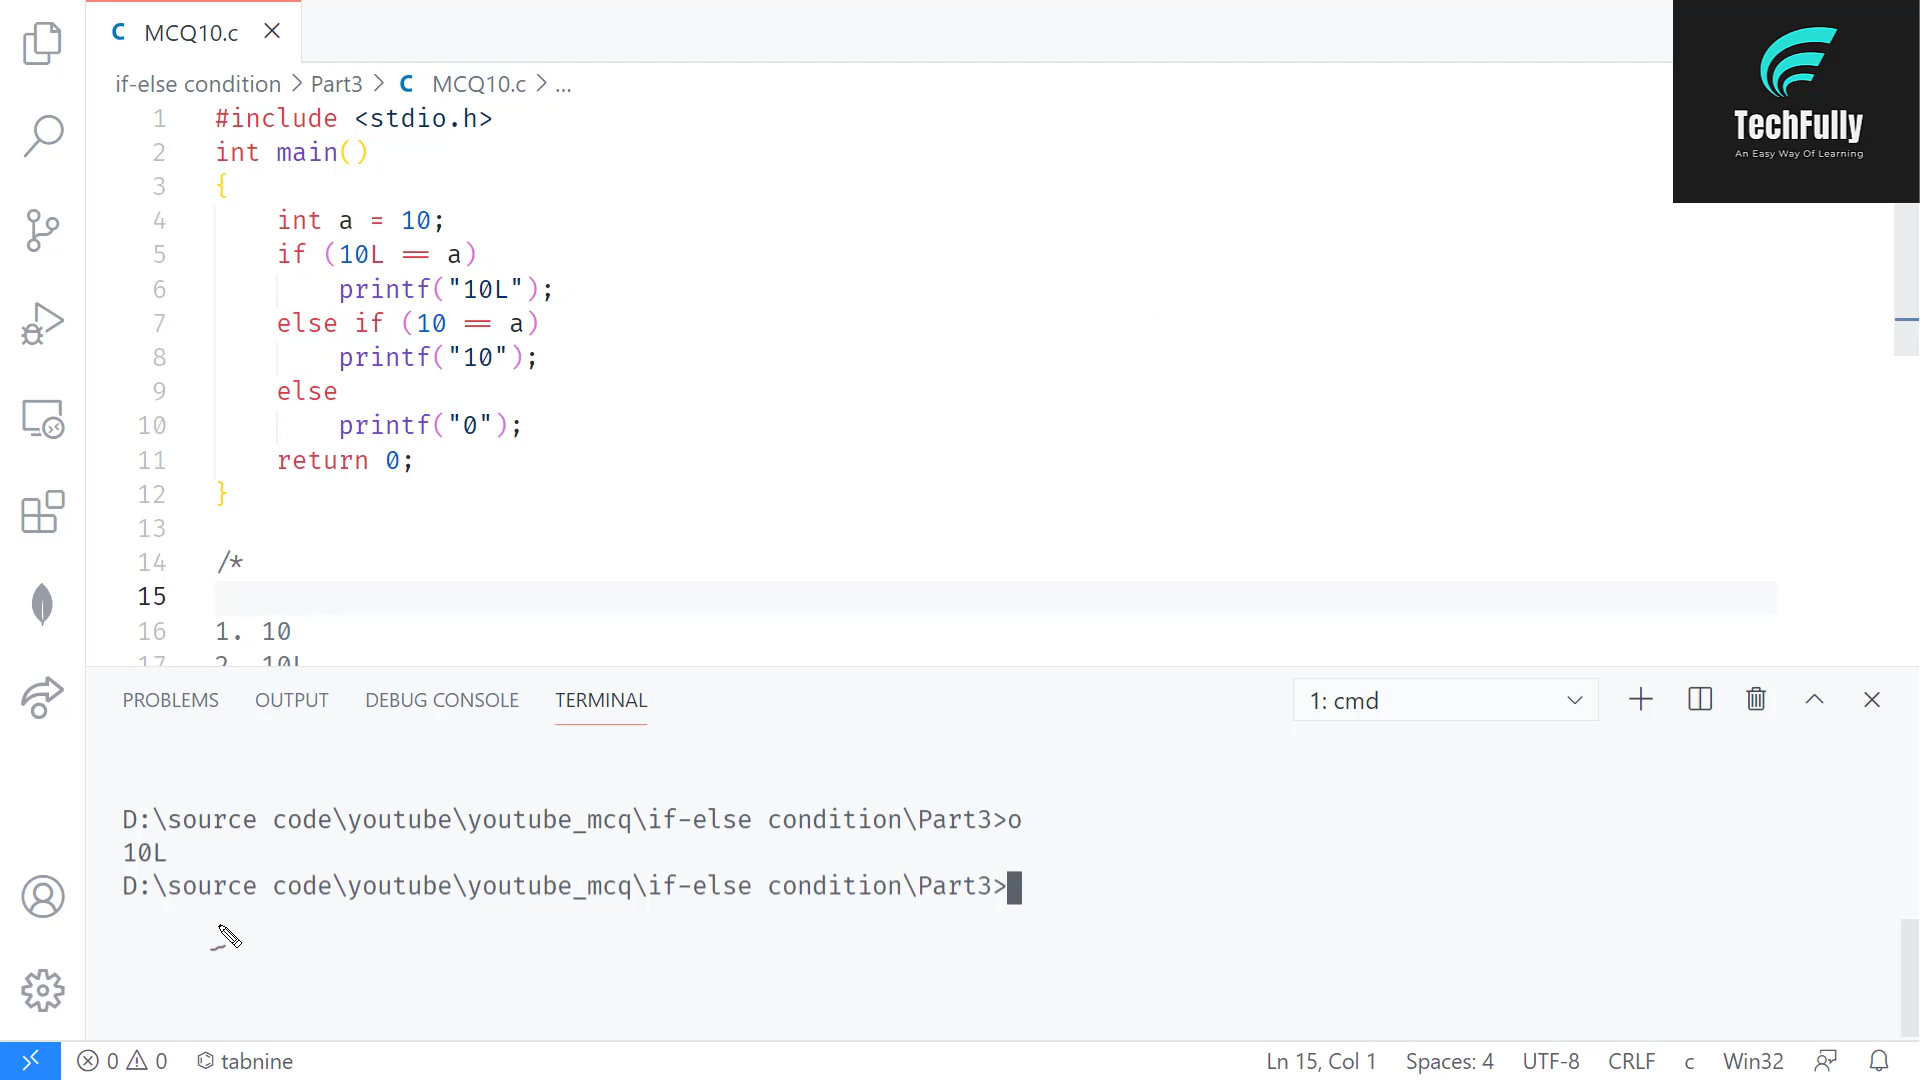 MCQ10.c
TechFully
An Easy Way Of Learning
if-else condition > Part3 > C MCQ10.c > ...
1 #include <stdio.h>
2 int main()
3 {
4 int a = 10;
5 if (10L == a)
6 printf("10L");
7 else if (10 == a)
8 printf("10");
9 else
10 printf("0");
11 return 0;
12 }
13
14 /*
15
16 1. 10
17 2. 10L
PROBLEMS OUTPUT DEBUG CONSOLE TERMINAL 1: cmd
D:\source code\youtube\youtube_mcq\if-else condition\Part3>o
10L
D:\source code\youtube\youtube_mcq\if-else condition\Part3>
0 0 tabnine Ln 15, Col 1 Spaces: 4 UTF-8 CRLF c Win32